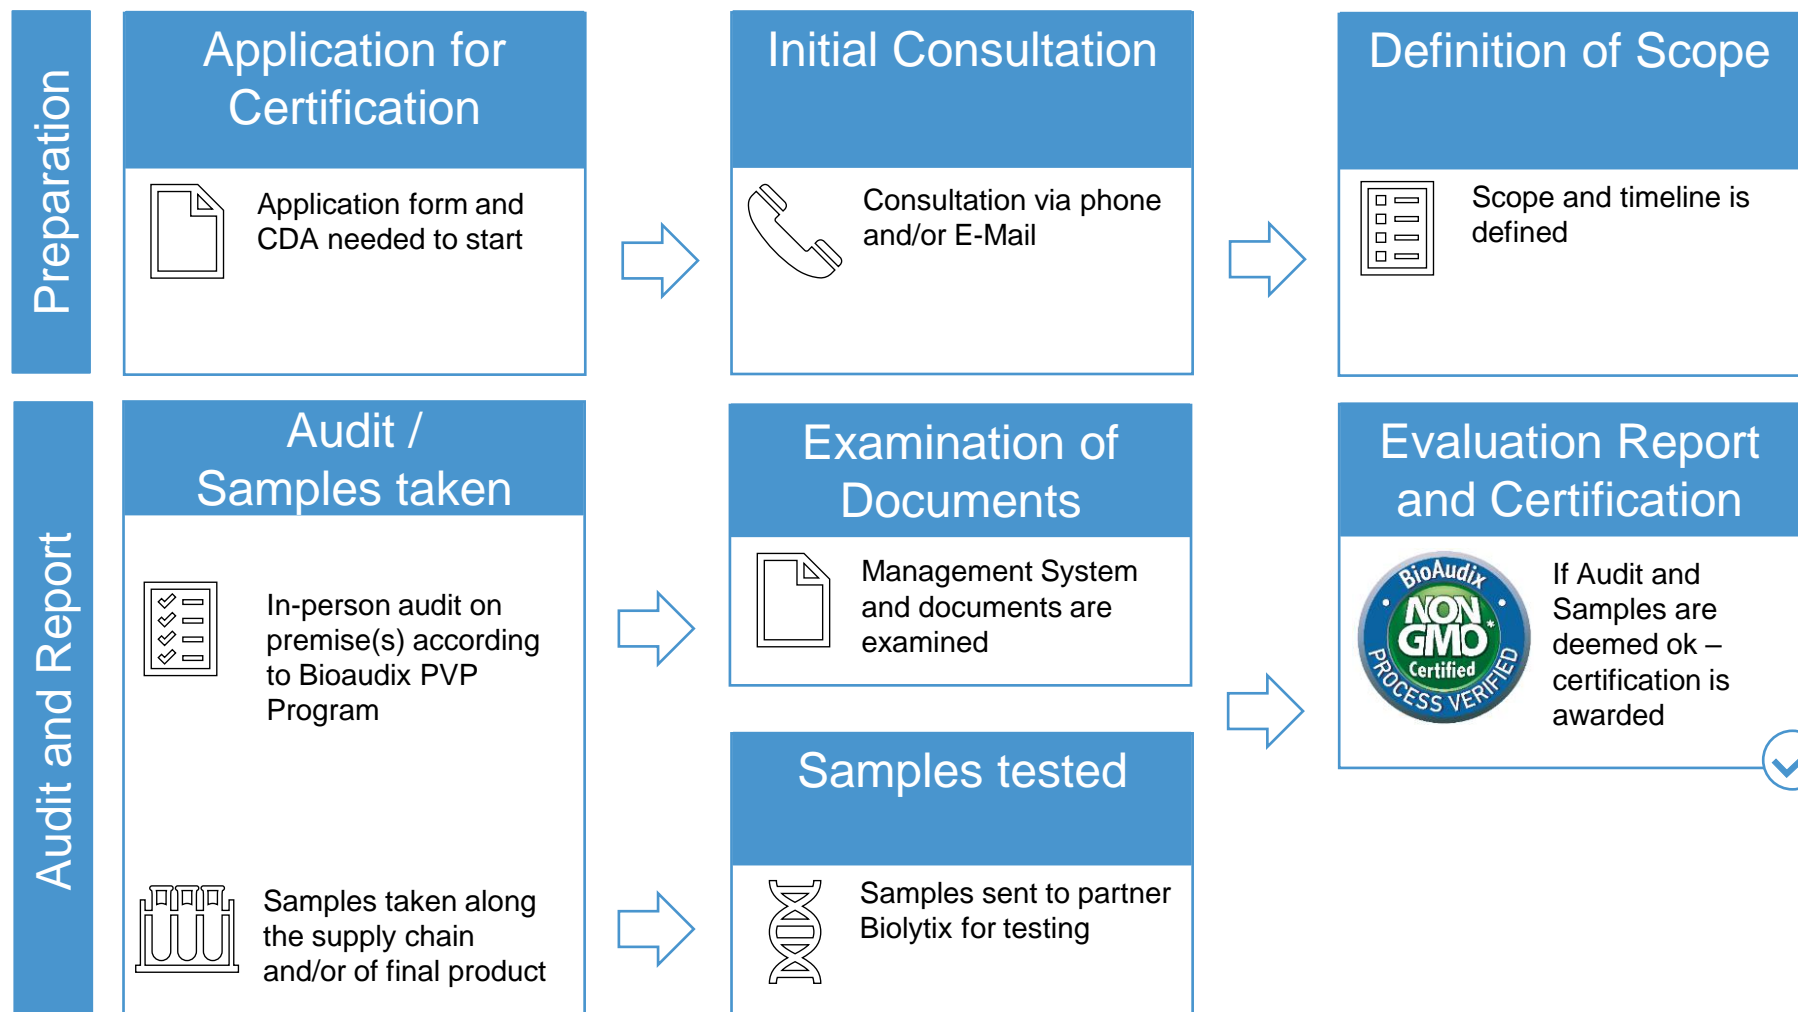 Preparation
Application for
Certification
Application form and
CDA needed to start
Initial Consultation
Consultation via phone
and/or E-Mail
Definition of Scope
Scope and timeline is
defined
Audit and Report
Audit /
Samples taken
In-person audit on
premise(s) according
to Bioaudix PVP
Program
Samples taken along
the supply chain
and/or of final product
Examination of
Documents
Management System
and documents are
examined
Samples tested
Samples sent to partner
Biolytix for testing
Evaluation Report
and Certification
BioAudix
NON
GMO*
Certified
PROCESS VERIFIED
If Audit and
Samples are
deemed ok –
certification is
awarded